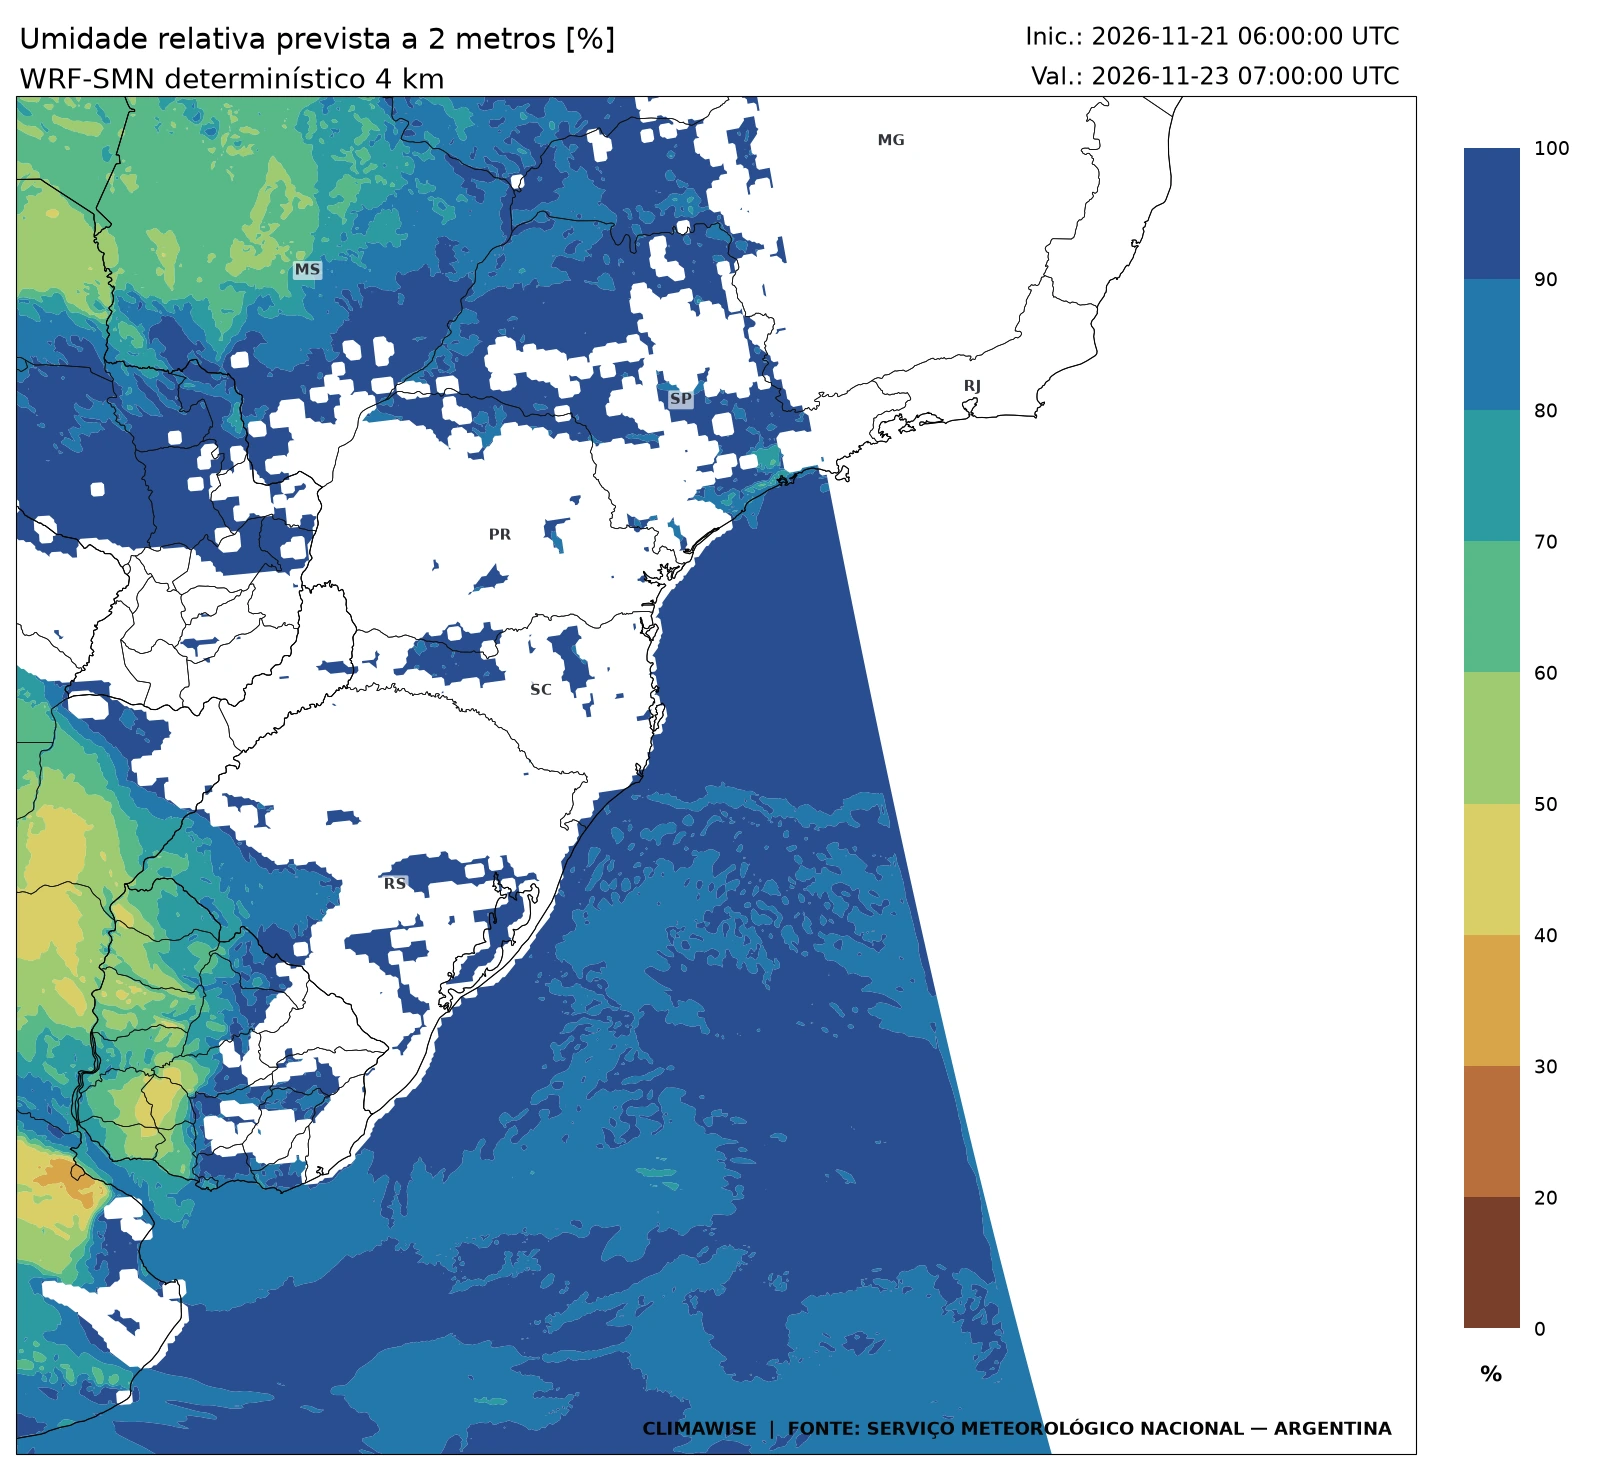 Umidade relativa prevista a 2 metros [%]
Inic.: 2026-11-21 06:00:00 UTC
WRF-SMN determinístico 4 km
Val.: 2026-11-23 07:00:00 UTC
MG
MS
RJ
SP
PR
SC
RS
100
90
80
70
60
50
40
30
20
0
%
CLIMAWISE | FONTE: SERVIÇO METEOROLÓGICO NACIONAL — ARGENTINA